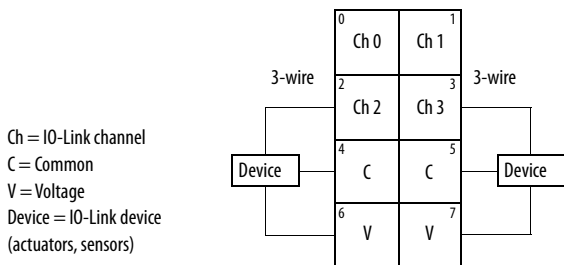 0
1
Ch 0
Ch 1
3-wire
3-wire
2
3
Ch 2
Ch 3
Ch = IO-Link channel
C = Common
V = Voltage
Device = IO-Link device
(actuators, sensors)
4
5
Device
C
C
Device
6
7
V
V